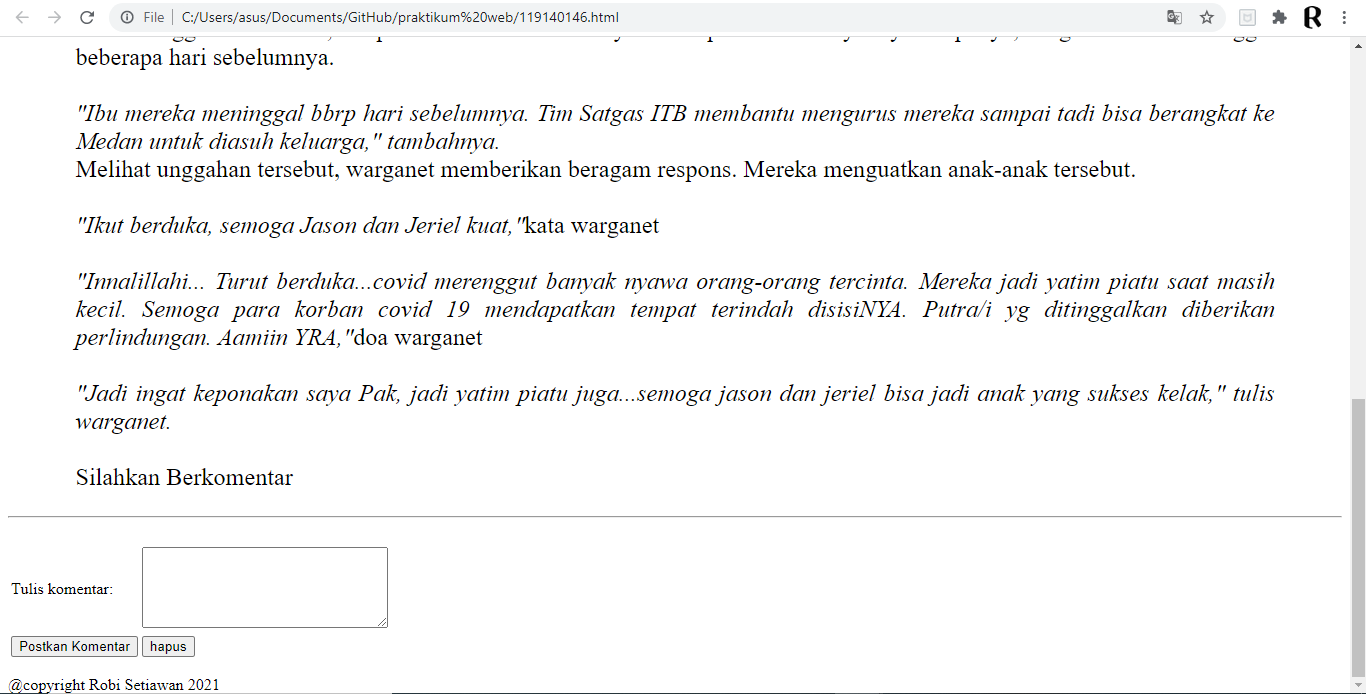 File C:/Users/asus/Documents/GitHub/praktikum%20web/119140146.html
beberapa hari sebelumnya.
"Ibu mereka meninggal bbrp hari sebelumnya. Tim Satgas ITB membantu mengurus mereka sampai tadi bisa berangkat ke
Medan untuk diasuh keluarga," tambahnya.
Melihat unggahan tersebut, warganet memberikan beragam respons. Mereka menguatkan anak-anak tersebut.
"Ikut berduka, semoga Jason dan Jeriel kuat,"kata warganet
"Innalillahi... Turut berduka...covid merenggut banyak nyawa orang-orang tercinta. Mereka jadi yatim piatu saat masih
kecil. Semoga para korban covid 19 mendapatkan tempat terindah disisiNYA. Putra/i yg ditinggalkan diberikan
perlindungan. Aamiin YRA,"doa warganet
"Jadi ingat keponakan saya Pak, jadi yatim piatu juga...semoga jason dan jeriel bisa jadi anak yang sukses kelak," tulis
warganet.
Silahkan Berkomentar
Tulis komentar:
Postkan Komentar hapus
@copyright Robi Setiawan 2021